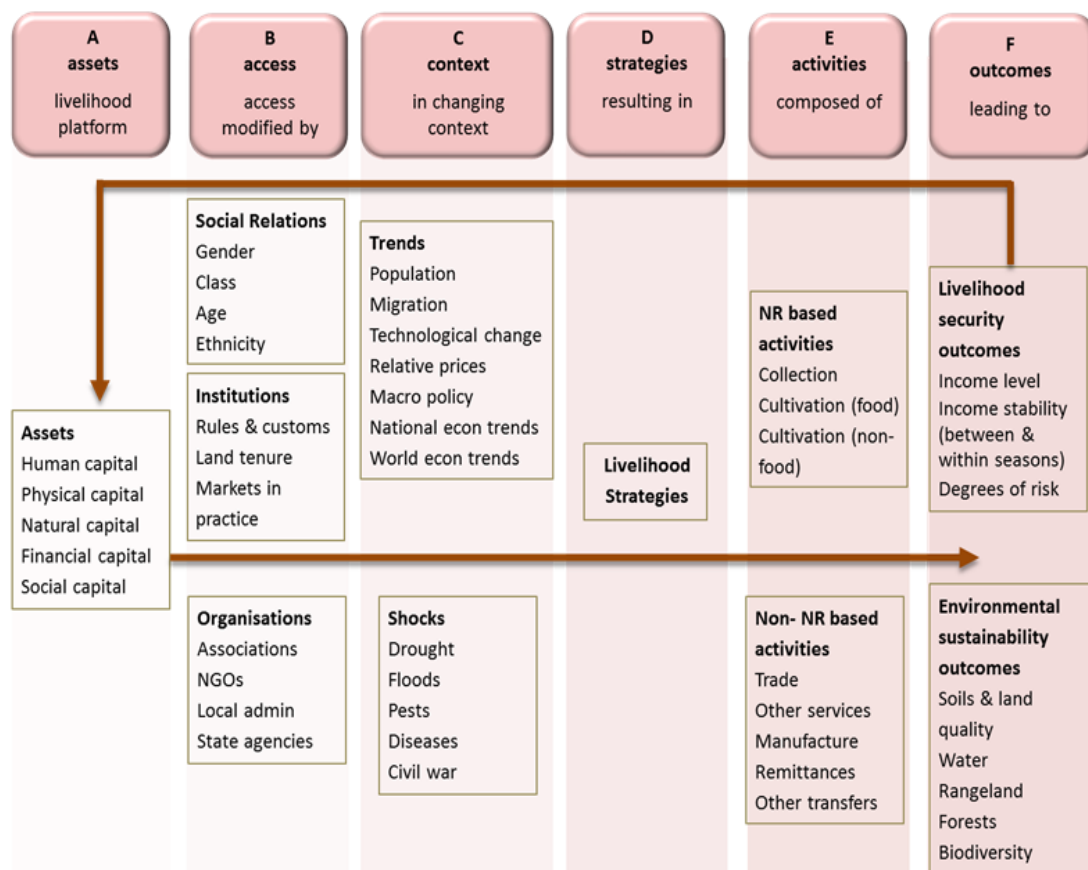 A
assets
livelihood
platform
B
access
access
modified by
C
context
in changing
context
D
strategies
resulting in
E
activities
composed of
F
outcomes
leading to
Assets
Human capital
Physical capital
Natural capital
Financial capital
Social capital
Social Relations
Gender
Class
Age
Ethnicity
Institutions
Rules & customs
Land tenure
Markets in
practice
Organisations
Associations
NGOs
Local admin
State agencies
Trends
Population
Migration
Technological change
Relative prices
Macro policy
National econ trends
World econ trends
Shocks
Drought
Floods
Pests
Diseases
Civil war
Livelihood
Strategies
NR based
activities
Collection
Cultivation (food)
Cultivation (non-
food)
Non- NR based
activities
Trade
Other services
Manufacture
Remittances
Other transfers
Livelihood
security
outcomes
Income level
Income stability
(between &
within seasons)
Degrees of risk
Environmental
sustainability
outcomes
Soils & land
quality
Water
Rangeland
Forests
Biodiversity